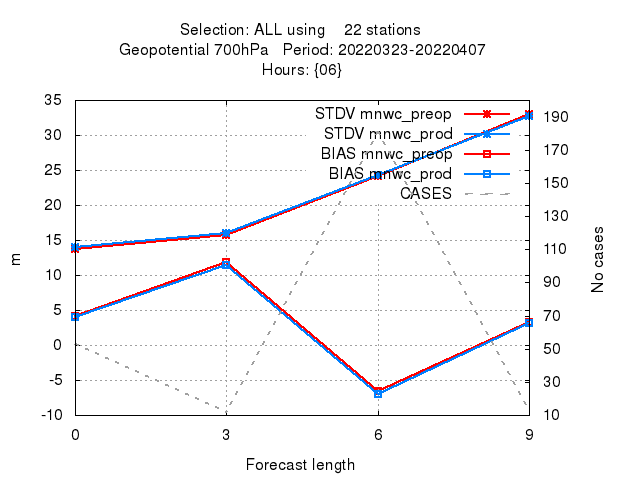 Selection: ALL using    22 stations
Geopotential 700hPa   Period: 20220323-20220407
Hours: {06}
STDV mnwc_preop
STDV mnwc_prod
BIAS mnwc_preop
BIAS mnwc_prod
CASES
m
35
30
25
20
15
10
5
0
-5
-10
190
170
150
130
110
90
70
50
30
10
No cases
0 3 6 9
Forecast length